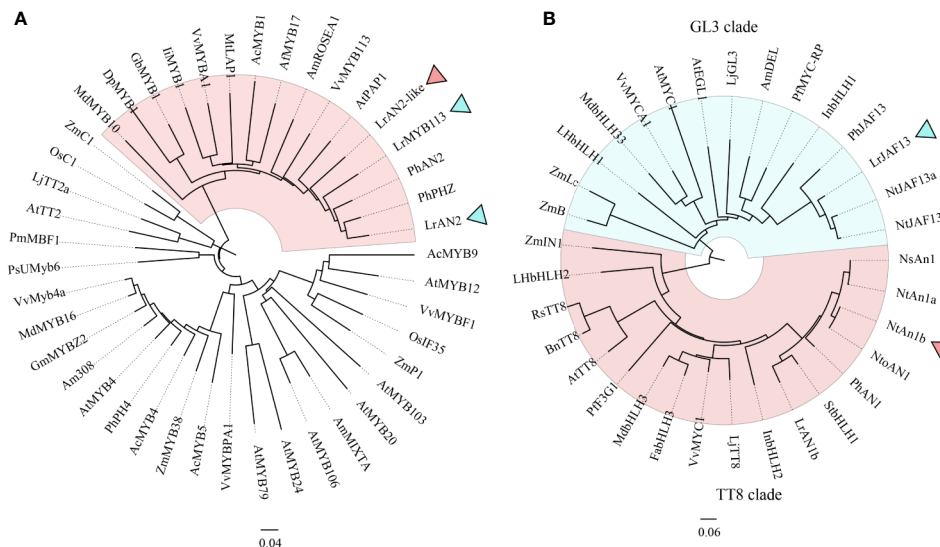 A
MdMYB10
DpMYB1
GbMYB1
IiMYB1
VvMYBA1
MtLAP1
AcMYB1
AtMYB17
AmROSEA1
VvMYB113
AtPAP1
LrAN2-like
LrMYB113
PhAN2
PhPHZ
LrAN2
AcMYB9
AtMYB12
VvMYBF1
OsIF35
ZmP1
AtMYB103
AtMYB20
AmMIXTA
AtMYB106
AtMYB24
AtMYB79
VvMYBPA1
AcMYB5
ZmMYB38
AcMYB4
PhPH4
AtMYB4
Am308
GmMYBZ2
MdMYB16
VvMyb4a
PsUMyb6
PmMBF1
AtTT2
LjTT2a
OsC1
ZmC1
0.04
B
GL3 clade
ZmB
ZmLc
LHbHLH1
MdbHLH33
VvMYCA1
AtMYC1
AtEGL1
LjGL3
AmDEL
PfMYC-RP
InbHLH1
PhJAF13
LrJAF13
NtJAF13a
NtJAF13
NsAn1
NtAn1a
NtAn1b
NtoAN1
PhAN1
StbHLH1
LrAN1b
InbHLH2
LjTT8
VvMYC1
FabHLH3
MdbHLH3
PfF3G1
AtTT8
BnTT8
RsTT8
LHbHLH2
ZmIN1
TT8 clade
0.06